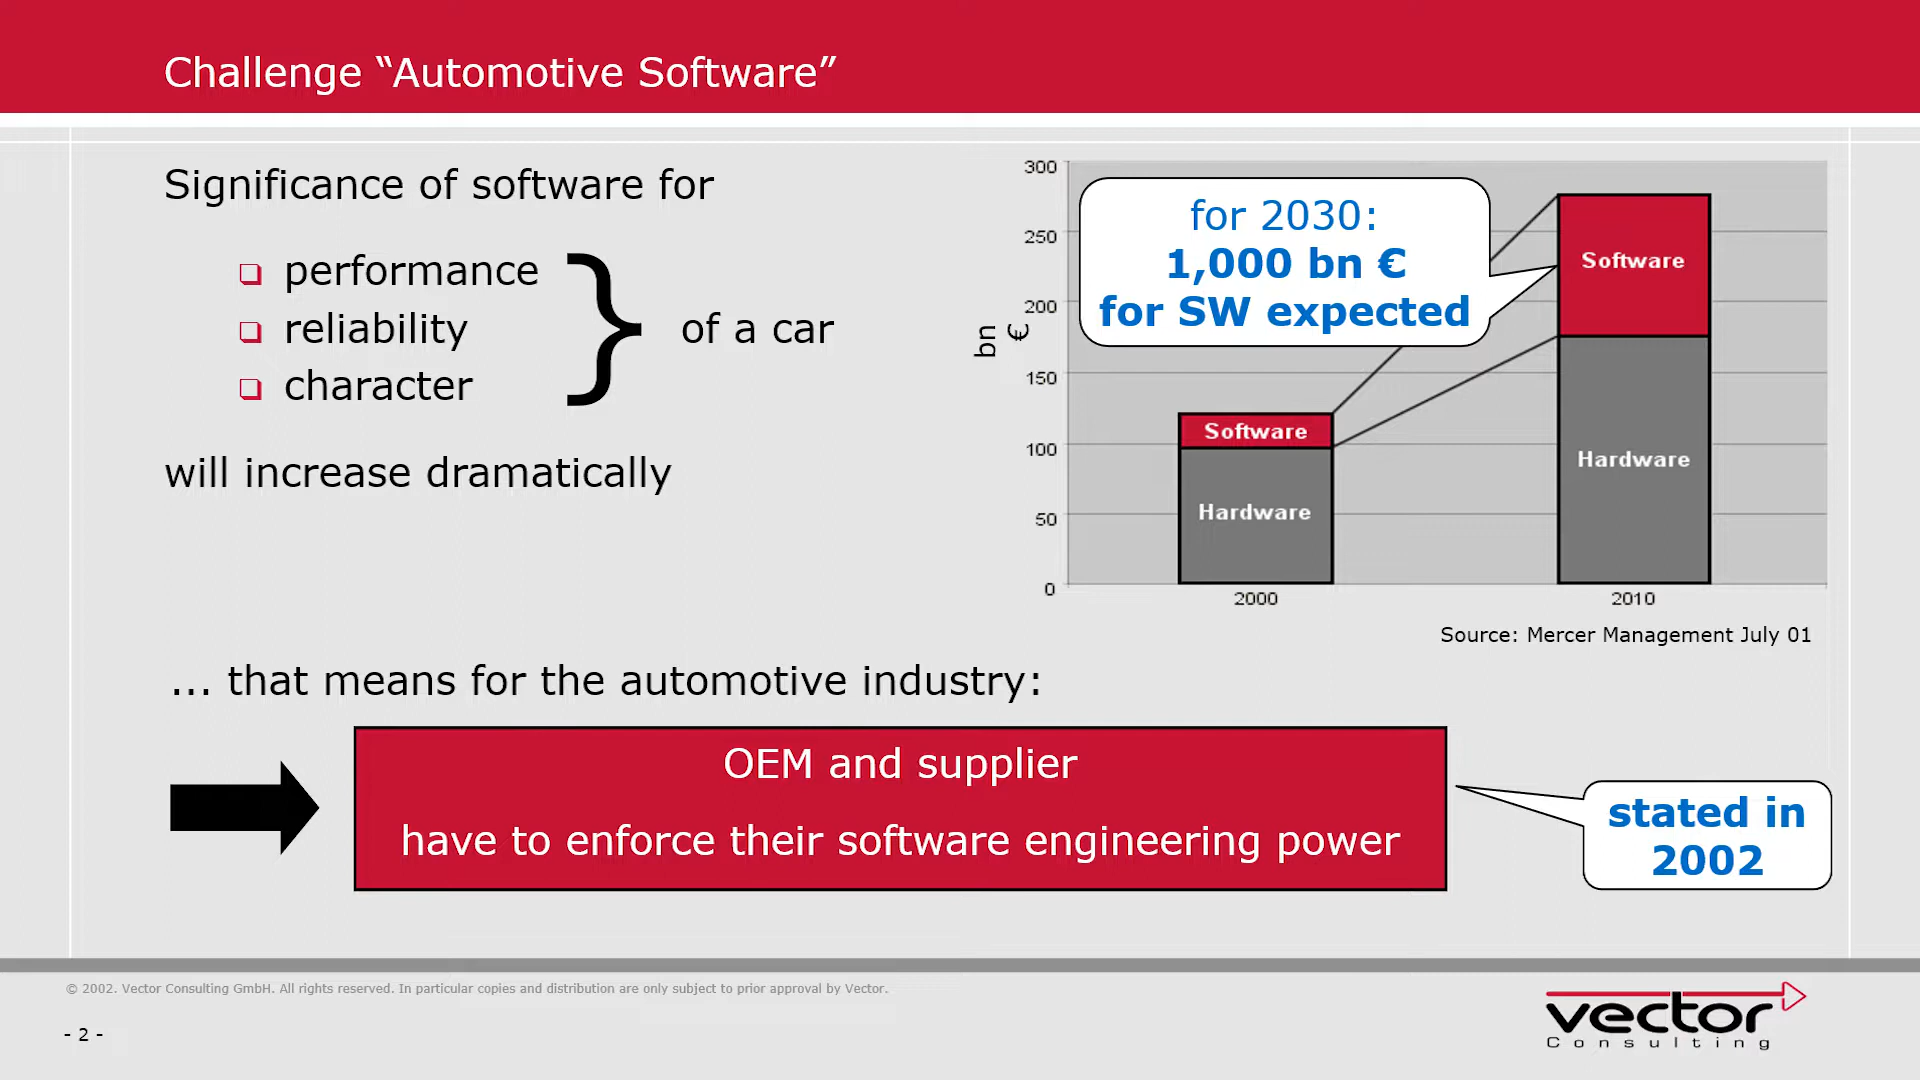 Challenge “Automotive Software”
Significance of software for
❑ performance
❑ reliability
❑ character
}
of a car
will increase dramatically
300
250
200
150
100
50
0
bn
€
for 2030:
1,000 bn €
for SW expected
Software
Hardware
Software
Hardware
2000
2010
Source: Mercer Management July 01
... that means for the automotive industry:
OEM and supplier
have to enforce their software engineering power
stated in
2002
© 2002. Vector Consulting GmbH. All rights reserved. In particular copies and distribution are only subject to prior approval by Vector.
- 2 -
vector
Consulting